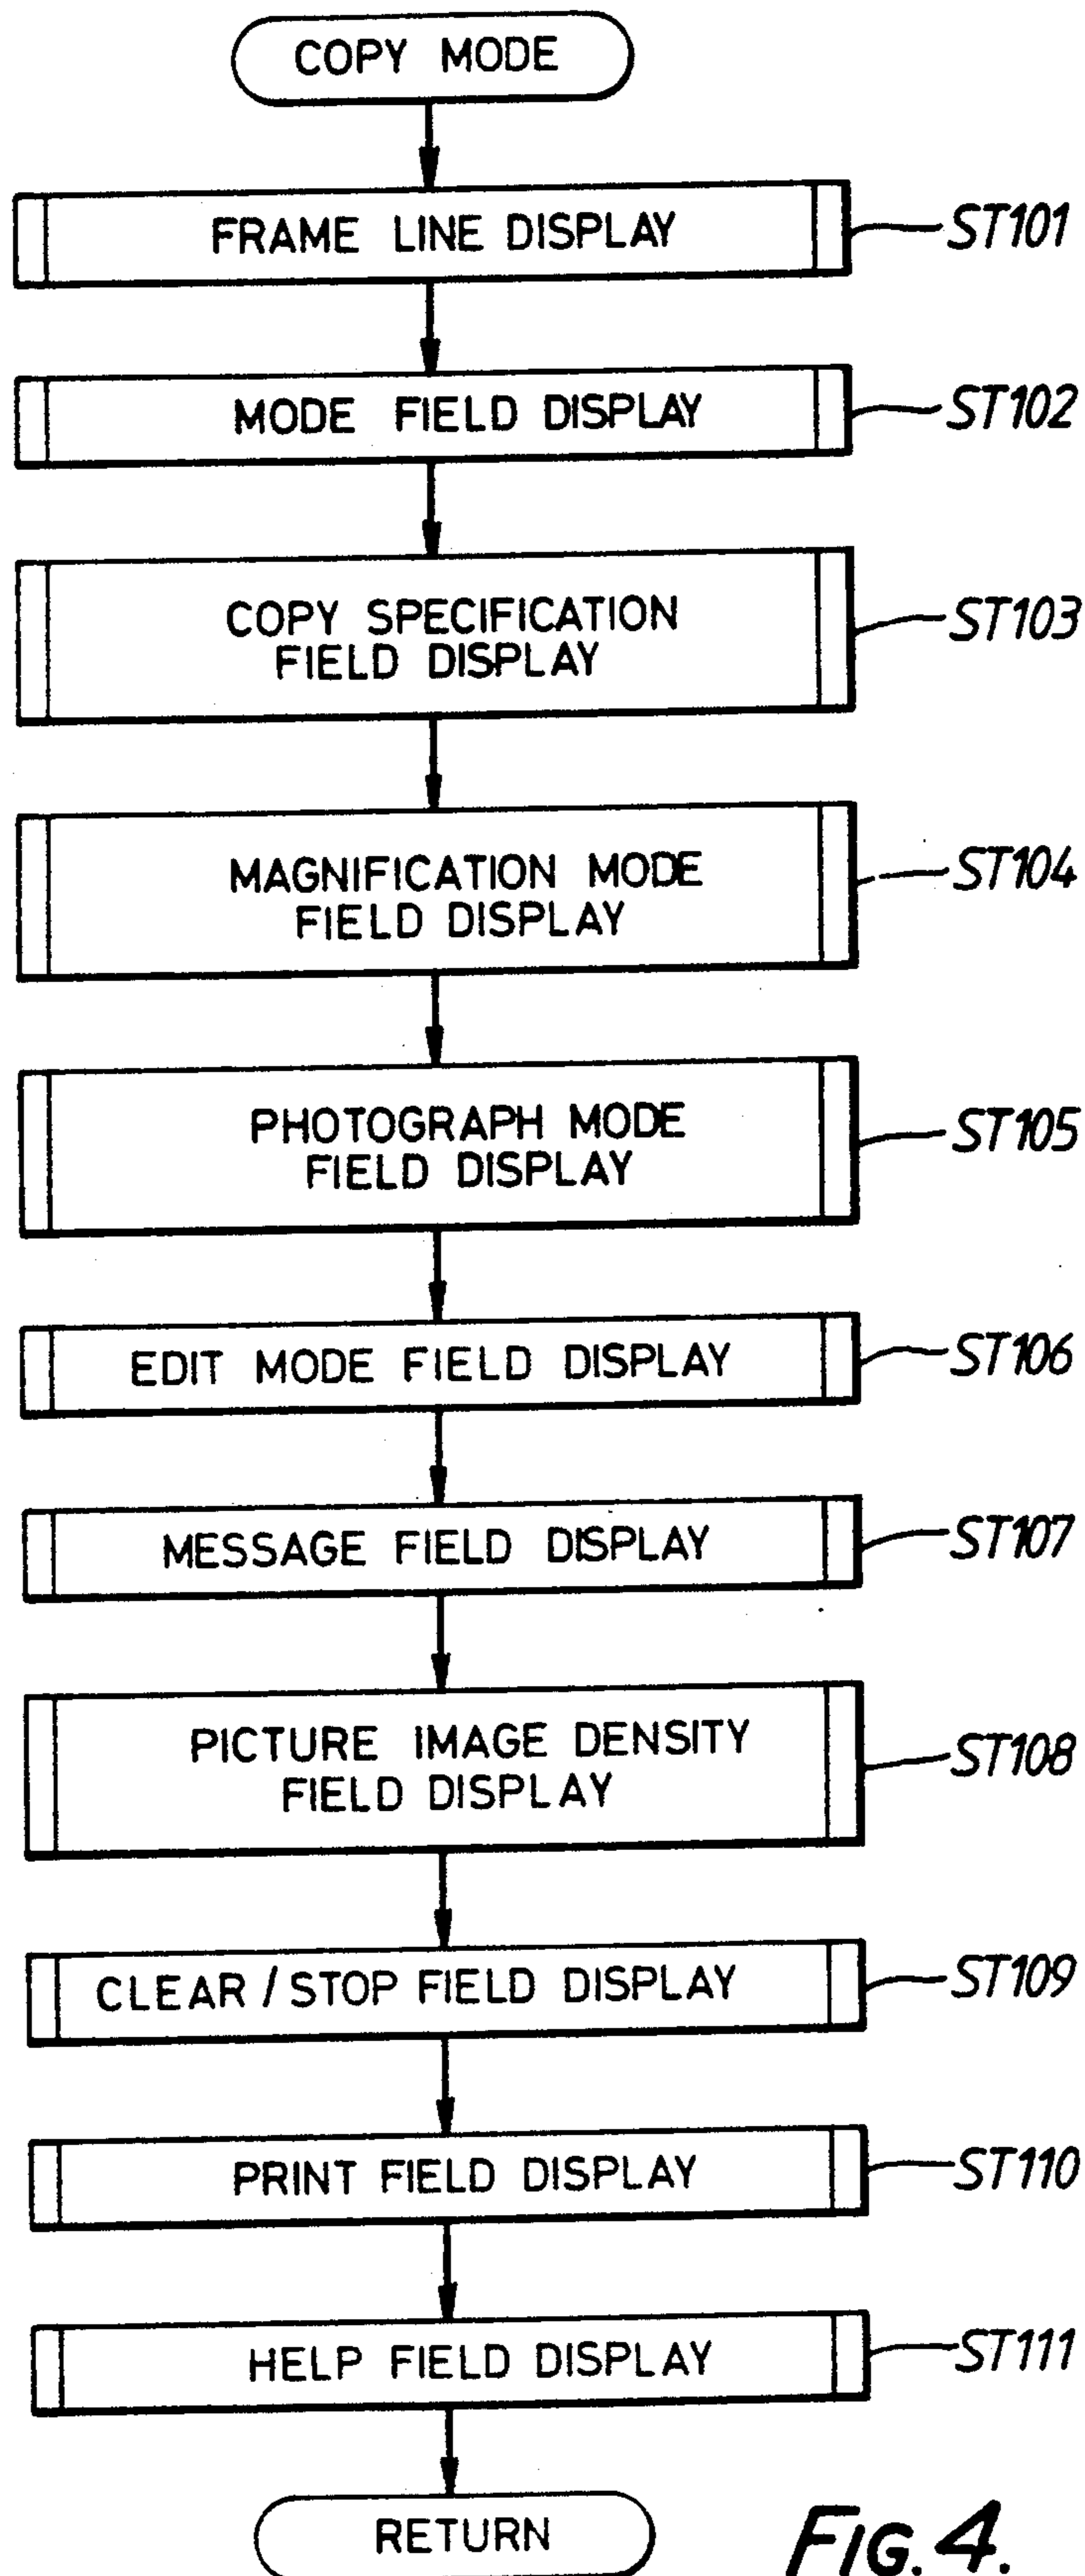 COPY MODE
FRAME LINE DISPLAY
ST101
MODE FIELD DISPLAY
ST102
COPY SPECIFICATION
FIELD DISPLAY
ST103
MAGNIFICATION MODE
FIELD DISPLAY
ST104
PHOTOGRAPH MODE
FIELD DISPLAY
ST105
EDIT MODE FIELD DISPLAY
ST106
MESSAGE FIELD DISPLAY
ST107
PICTURE IMAGE DENSITY
FIELD DISPLAY
ST108
CLEAR / STOP FIELD DISPLAY
ST109
PRINT FIELD DISPLAY
ST110
HELP FIELD DISPLAY
ST111
RETURN
FIG. 4.